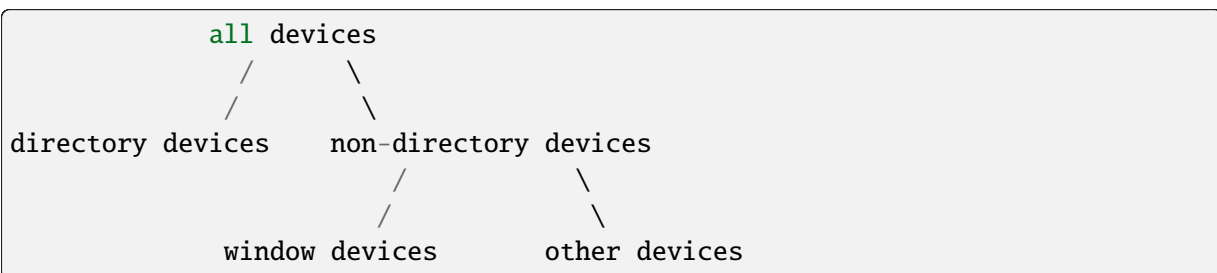 all devices
/ \
/ \
directory devices non-directory devices
/ \
/ \
window devices other devices